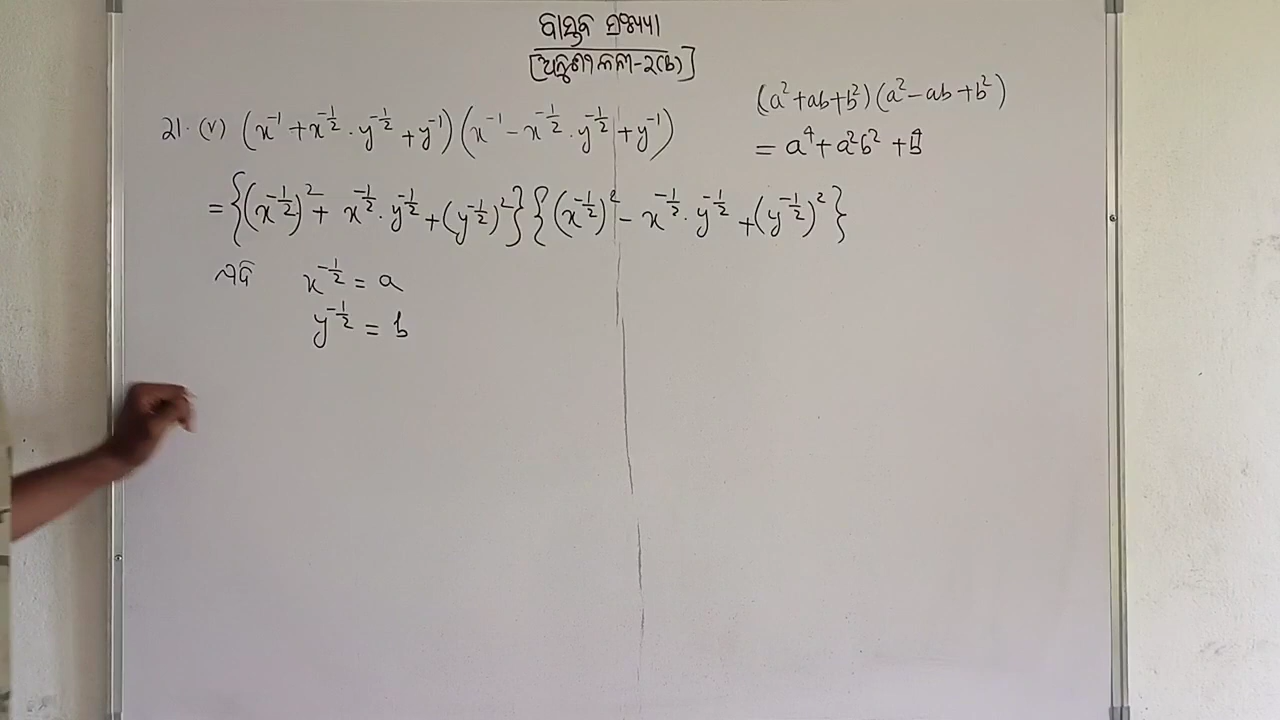 ବାସ୍ତବ ସଂଖ୍ୟା
[ଅନୁଶୀଳନୀ-୨(b)]
(a²+ab+b²)(a²-ab+b²)
= a⁴+a²b²+b⁴
21. (v) (x⁻¹+x^{-1/2}·y^{-1/2}+y⁻¹)(x⁻¹-x^{-1/2}·y^{-1/2}+y⁻¹)
={(x^{-1/2})²+x^{-1/2}·y^{-1/2}+(y^{-1/2})²}{(x^{-1/2})²-x^{-1/2}·y^{-1/2}+(y^{-1/2})²}
x^{-1/2}=a
y^{-1/2}=b